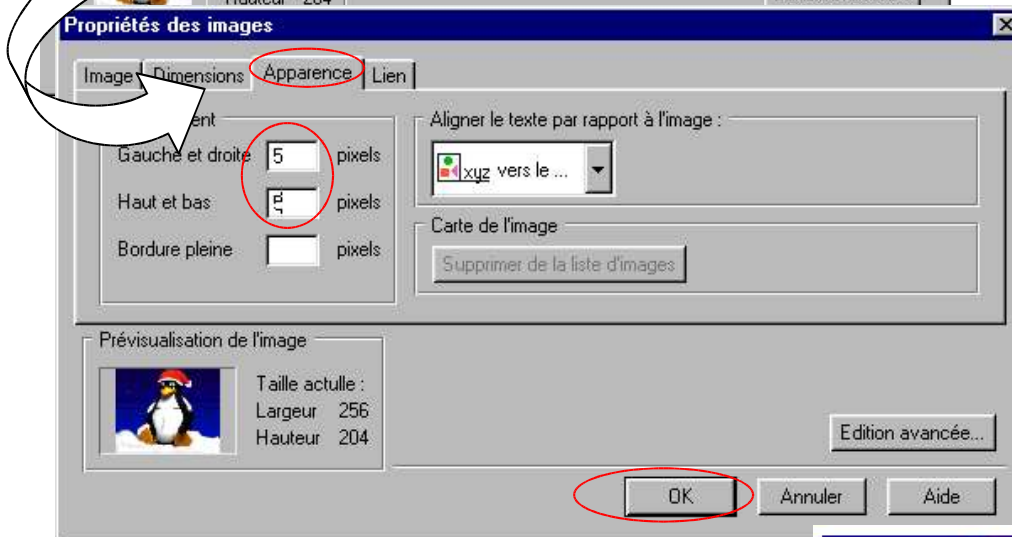 Hauteur 204
Propriétés des images
Image Dimensions Apparence Lien
ent
Gauche et droite 5 pixels
Haut et bas pixels
Bordure pleine pixels
Aligner le texte par rapport à l'image :
xyz vers le ...
Carte de l'image
Supprimer de la liste d'images
Prévisualisation de l'image
Taille actulle :
Largeur 256
Hauteur 204
Edition avancée...
OK Annuler Aide